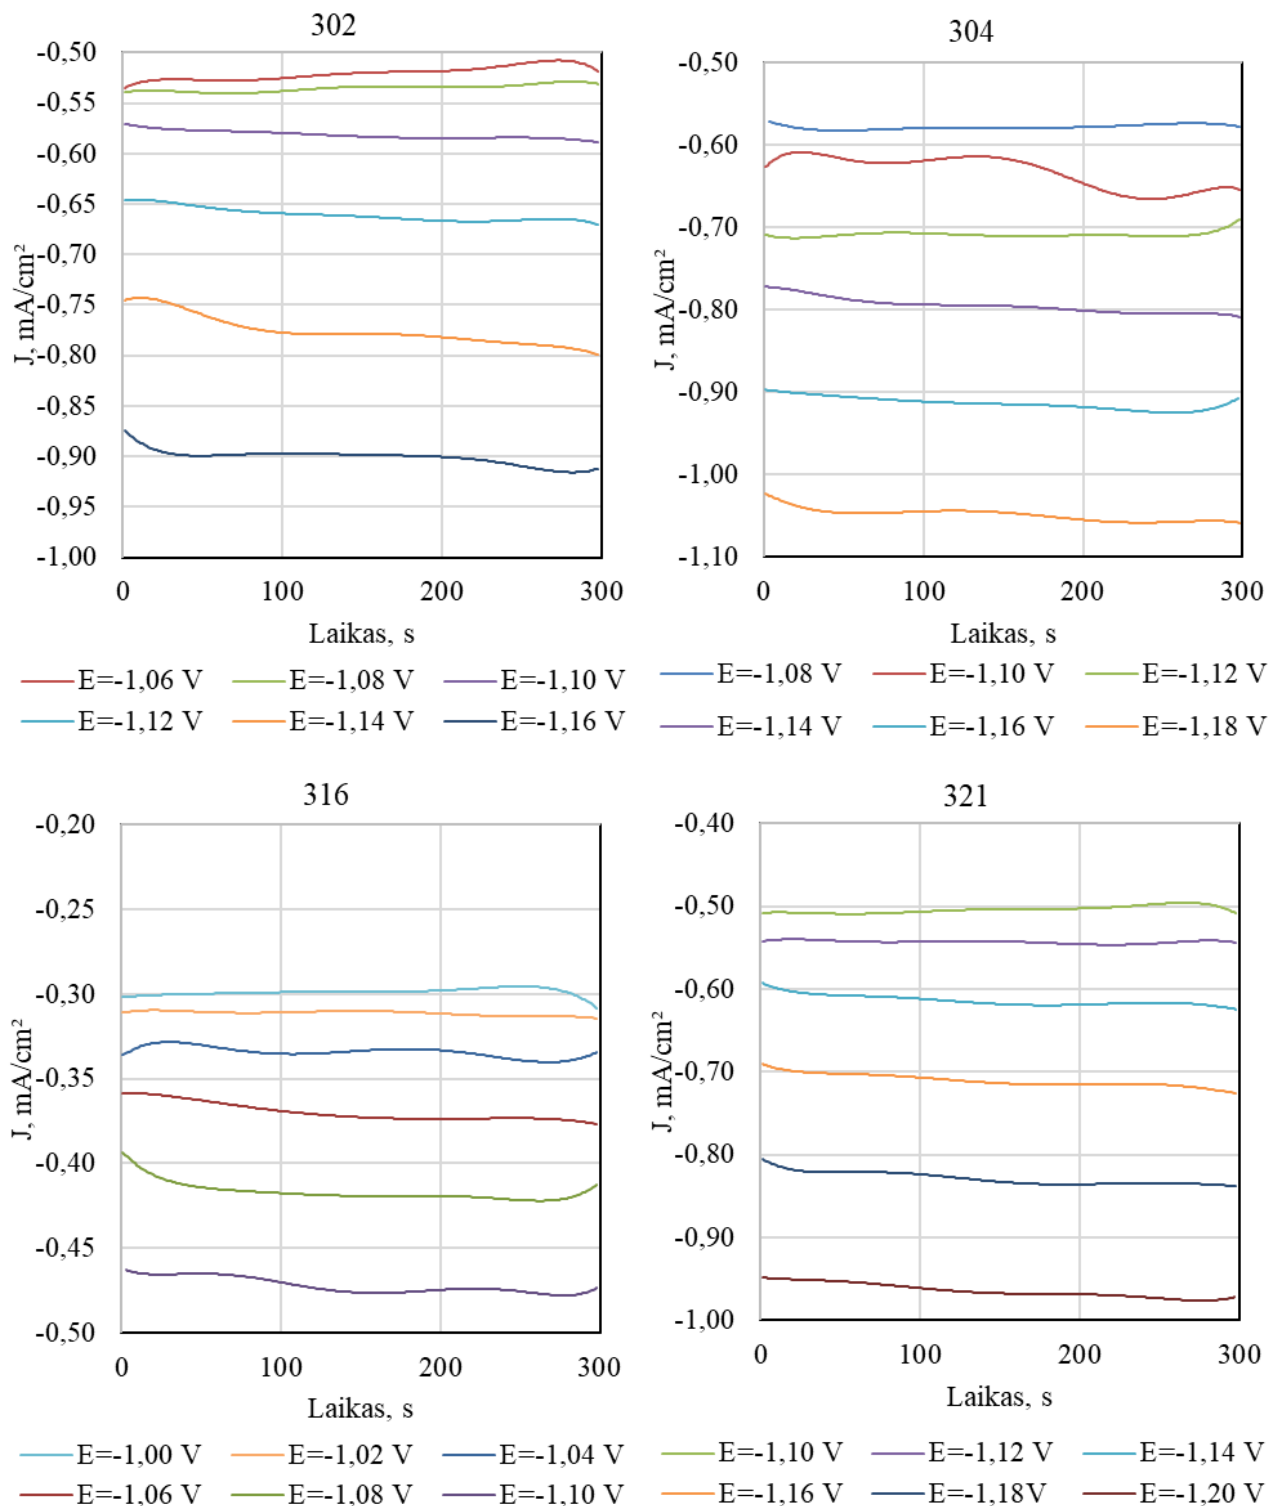 302
-0,50
-0,55
-0,60
-0,65
-0,70
-0,75
-0,80
-0,85
-0,90
-0,95
-1,00
J, mA/cm²
0 100 200 300
Laikas, s
E=-1,06 V E=-1,08 V E=-1,10 V
E=-1,12 V E=-1,14 V E=-1,16 V
304
-0,50
-0,60
-0,70
-0,80
-0,90
-1,00
-1,10
J, mA/cm²
0 100 200 300
Laikas, s
E=-1,08 V E=-1,10 V E=-1,12 V
E=-1,14 V E=-1,16 V E=-1,18 V
316
-0,20
-0,25
-0,30
-0,35
-0,40
-0,45
-0,50
J, mA/cm²
0 100 200 300
Laikas, s
E=-1,00 V E=-1,02 V E=-1,04 V
E=-1,06 V E=-1,08 V E=-1,10 V
321
-0,40
-0,50
-0,60
-0,70
-0,80
-0,90
-1,00
J, mA/cm²
0 100 200 300
Laikas, s
E=-1,10 V E=-1,12 V E=-1,14 V
E=-1,16 V E=-1,18V E=-1,20 V